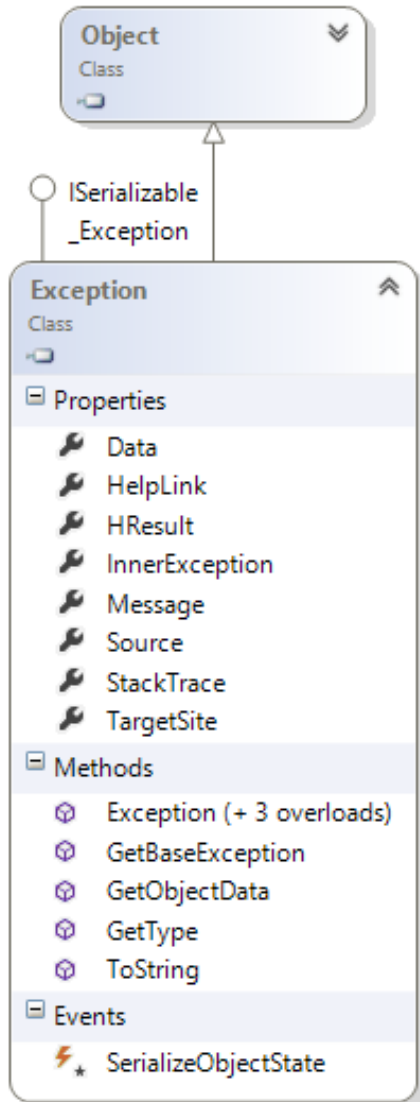 Object
Class
ISerializable
_Exception
Exception
Class
Properties
Data
HelpLink
HResult
InnerException
Message
Source
StackTrace
TargetSite
Methods
Exception (+ 3 overloads)
GetBaseException
GetObjectData
GetType
ToString
Events
SerializeObjectState